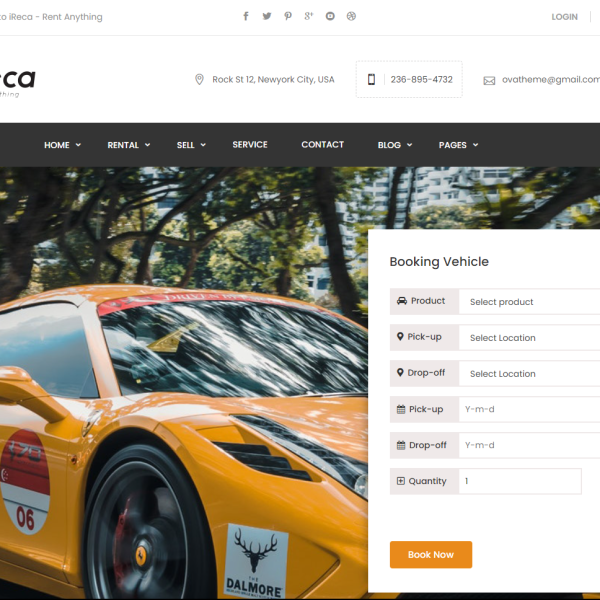 to iReca - Rent Anything
LOGIN
ca
thing
Rock St 12, Newyork City, USA
236-895-4732
ovatheme@gmail.com
HOME
RENTAL
SELL
SERVICE
CONTACT
BLOG
PAGES
Booking Vehicle
Product
Select product
Pick-up
Select Location
Drop-off
Select Location
Pick-up
Y-m-d
Drop-off
Y-m-d
Quantity
1
Book Now
06
THE
DALMORE